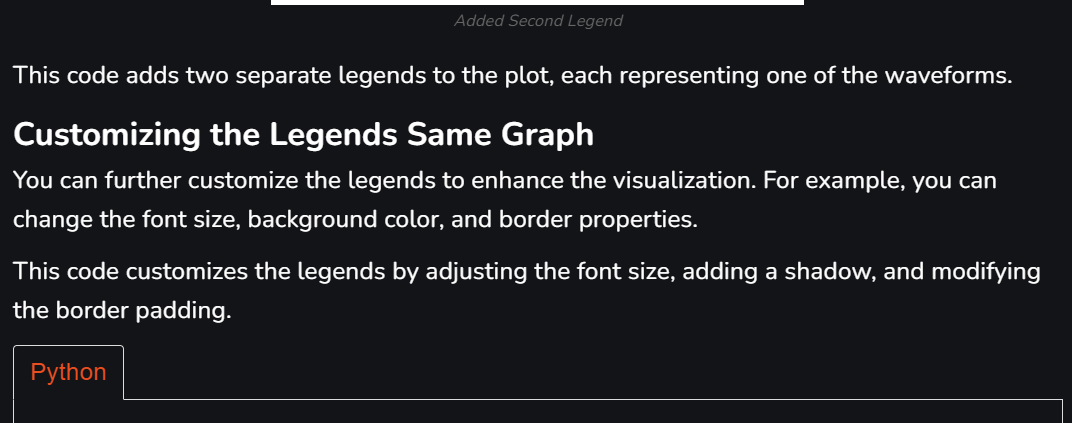 Added Second Legend
This code adds two separate legends to the plot, each representing one of the waveforms.
Customizing the Legends Same Graph
You can further customize the legends to enhance the visualization. For example, you can
change the font size, background color, and border properties.
This code customizes the legends by adjusting the font size, adding a shadow, and modifying
the border padding.
Python